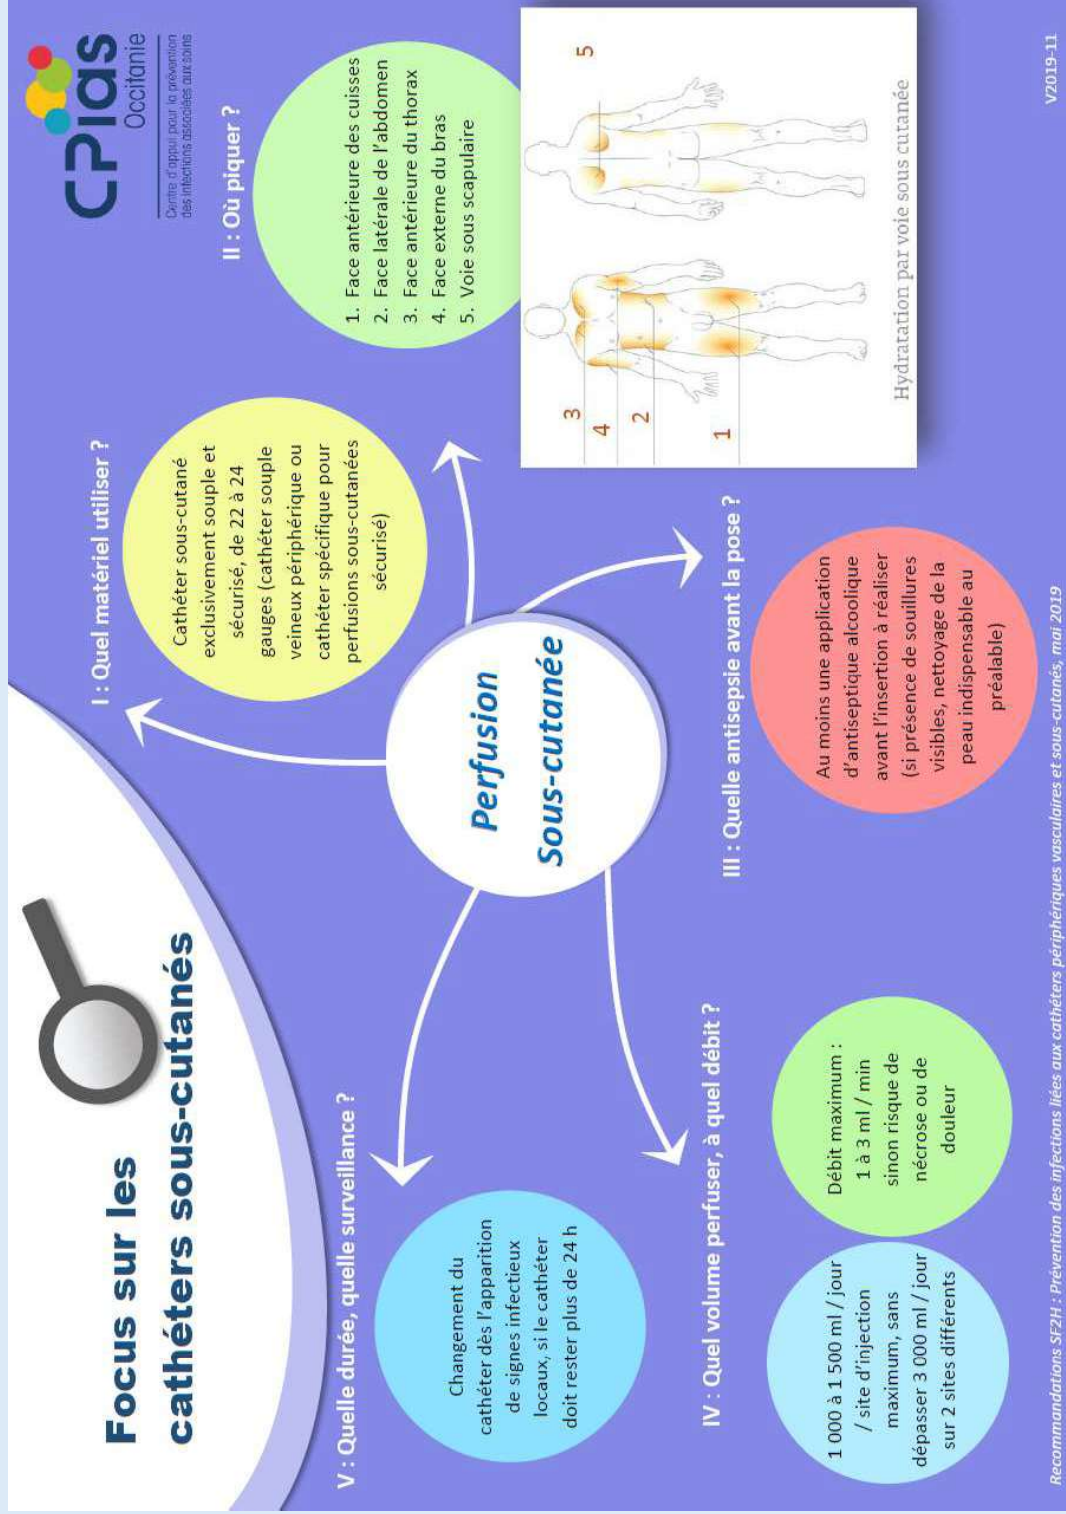 Focus sur les
cathéters sous-cutanés
CPias
Occitanie
Centre d'appui pour la prévention
des infections associées aux soins
I : Quel matériel utiliser ?
Cathéter sous-cutané
exclusivement souple et
sécurisé, de 22 à 24
gauges (cathéter souple
veineux périphérique ou
cathéter spécifique pour
perfusions sous-cutanées
sécurisé)
II : Où piquer ?
1. Face antérieure des cuisses
2. Face latérale de l'abdomen
3. Face antérieure du thorax
4. Face externe du bras
5. Voie sous scapulaire
3
4
2
1
5
Hydratation par voie sous cutanée
Perfusion
Sous-cutanée
III : Quelle antisepsie avant la pose ?
Au moins une application
d'antiseptique alcoolique
avant l'insertion à réaliser
(si présence de souillures
visibles, nettoyage de la
peau indispensable au
préalable)
IV : Quel volume perfuser, à quel débit ?
1 000 à 1 500 ml / jour
/ site d'injection
maximum, sans
dépasser 3 000 ml / jour
sur 2 sites différents
Débit maximum :
1 à 3 ml / min
sinon risque de
nécrose ou de
douleur
V : Quelle durée, quelle surveillance ?
Changement du
cathéter dès l'apparition
de signes infectieux
locaux, si le cathéter
doit rester plus de 24 h
Recommandations SF2H : Prévention des infections liées aux cathéters périphériques vasculaires et sous-cutanés, mai 2019
V2019-11